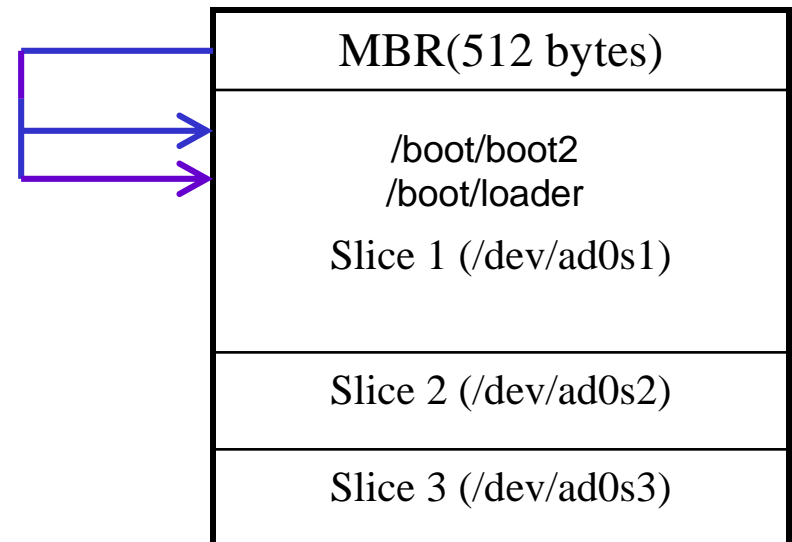 MBR(512 bytes)
/boot/boot2
/boot/loader
Slice 1 (/dev/ad0s1)
Slice 2 (/dev/ad0s2)
Slice 3 (/dev/ad0s3)